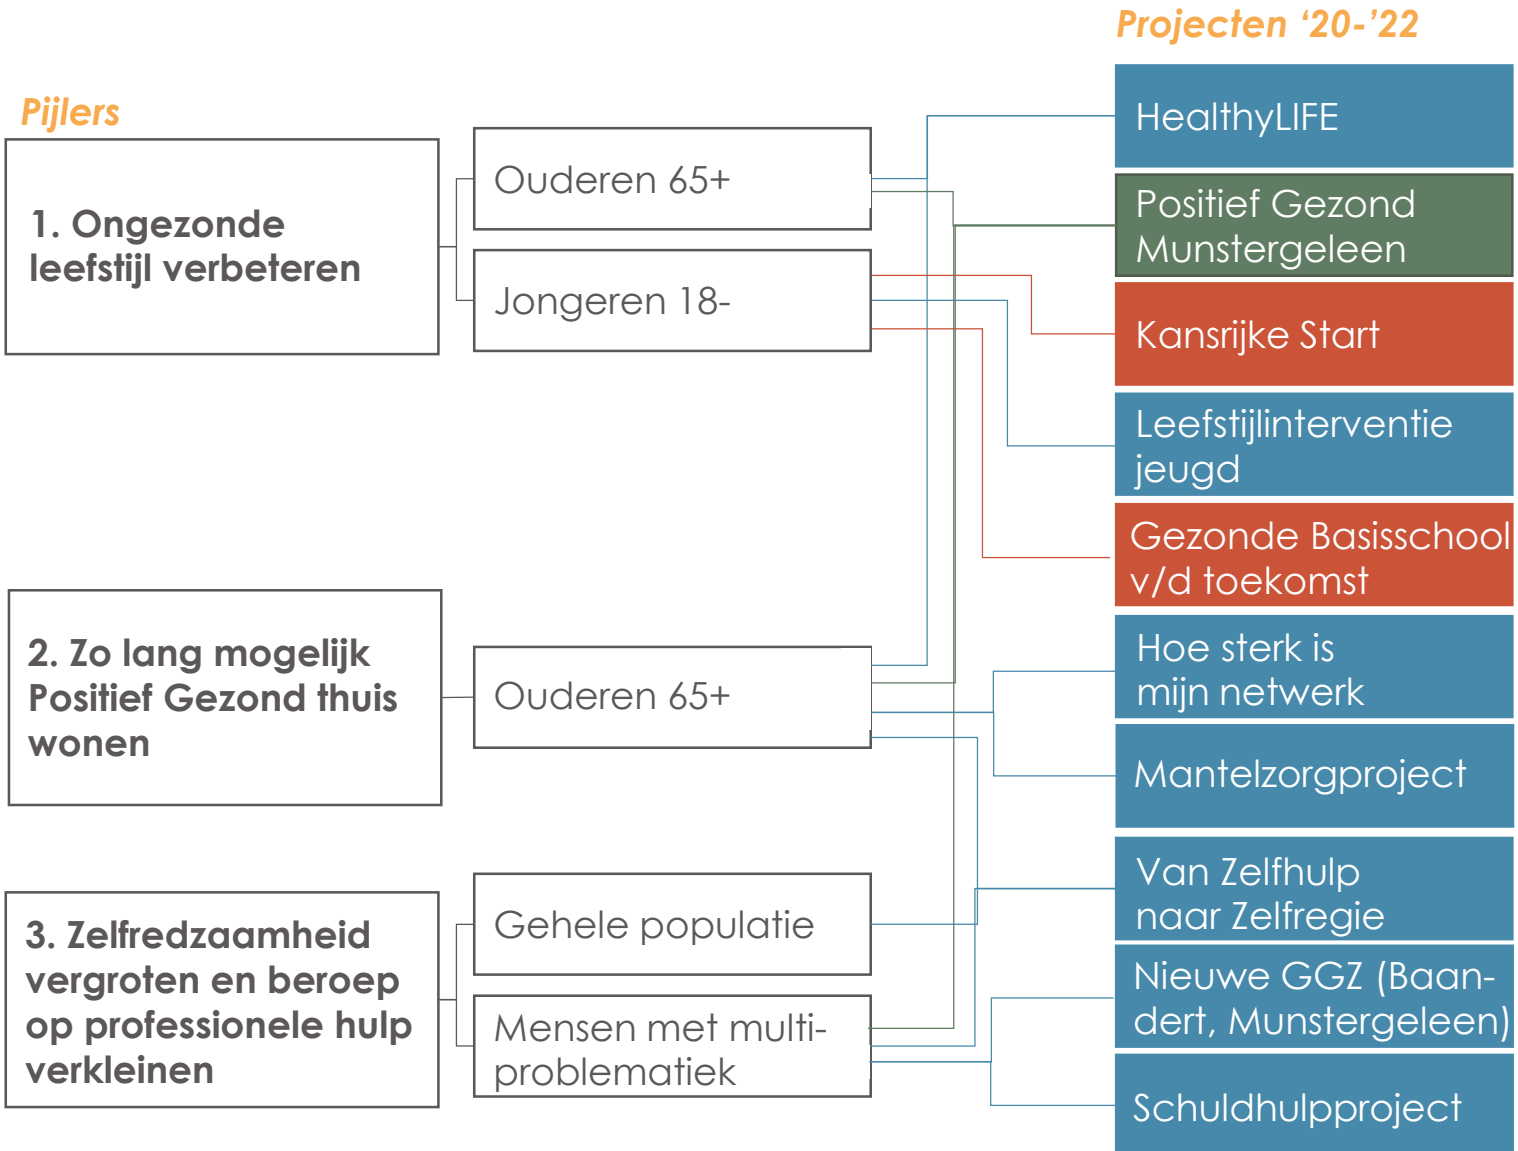 Projecten ‘20-’22
Pijlers
1. Ongezonde
leefstijl verbeteren
Ouderen 65+
Jongeren 18-
2. Zo lang mogelijk
Positief Gezond thuis
wonen
Ouderen 65+
3. Zelfredzaamheid
vergroten en beroep
op professionele hulp
verkleinen
Gehele populatie
Mensen met multi-
problematiek
HealthyLIFE
Positief Gezond
Munstergeleen
Kansrijke Start
Leefstijlinterventie
jeugd
Gezonde Basisschool
v/d toekomst
Hoe sterk is
mijn netwerk
Mantelzorgproject
Van Zelfhulp
naar Zelfregie
Nieuwe GGZ (Baan-
dert, Munstergeleen)
Schuldhulpproject